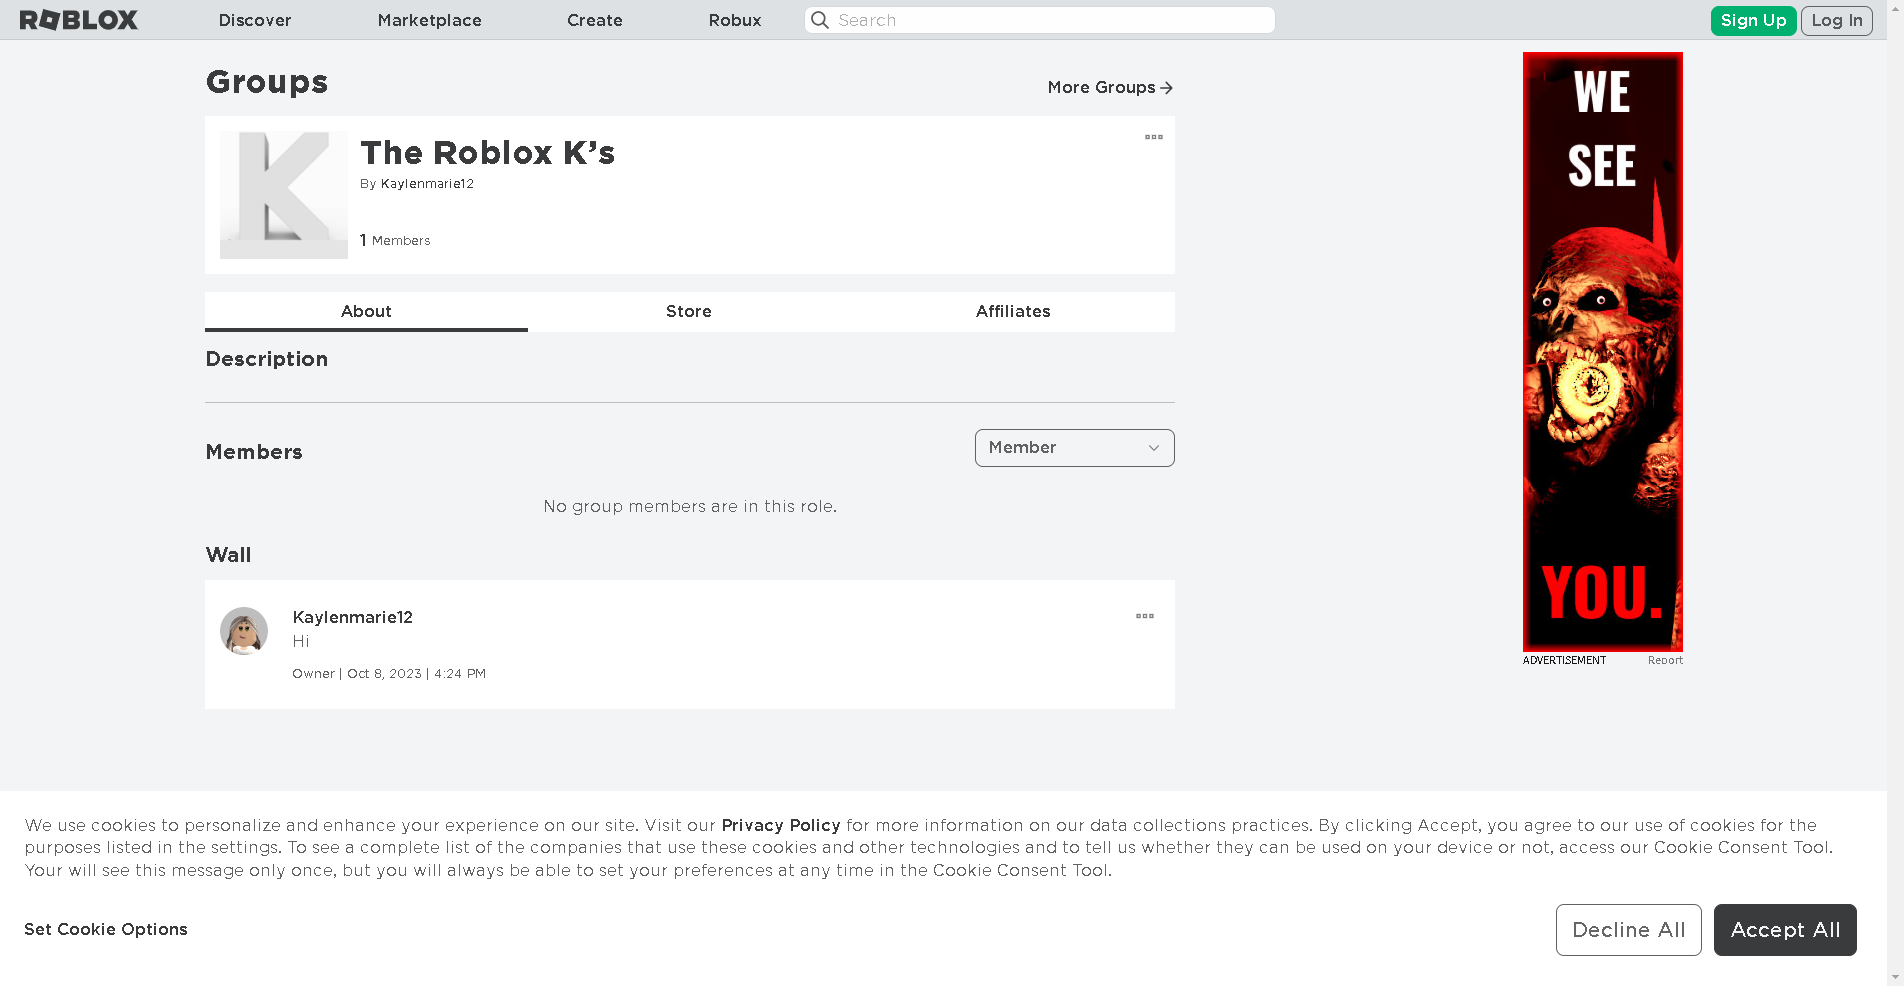 ROBLOX
Discover
Marketplace
Create
Robux
Search
Sign Up
Log In
Groups
More Groups
The Roblox K's
By Kaylenmarie12
1 Members
About
Store
Affiliates
Description
Members
Member
No group members are in this role.
Wall
Kaylenmarie12
Hi
Owner | Oct 8, 2023 | 4:24 PM
WE
SEE
YOU.
ADVERTISEMENT
Report
We use cookies to personalize and enhance your experience on our site. Visit our Privacy Policy for more information on our data collections practices. By clicking Accept, you agree to our use of cookies for the
purposes listed in the settings. To see a complete list of the companies that use these cookies and other technologies and to tell us whether they can be used on your device or not, access our Cookie Consent Tool.
Your will see this message only once, but you will always be able to set your preferences at any time in the Cookie Consent Tool.
Set Cookie Options
Decline All
Accept All